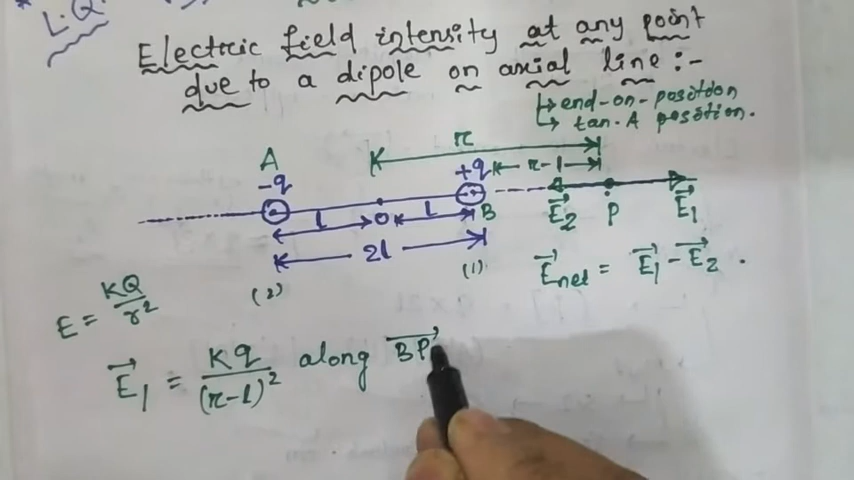 L.Q.
Electric field intensity at any point
due to a dipole on axial line :-
↳ end-on-position
↳ tan-A position.
r
A
-q
+q
r-l
l
O
l
B
E⃗₂
P
E⃗₁
2l
(2)
(1)
E⃗net = E⃗₁ - E⃗₂ .
E = KQ/r²
E⃗₁ = Kq/(r-l)² along B⃗P⃗